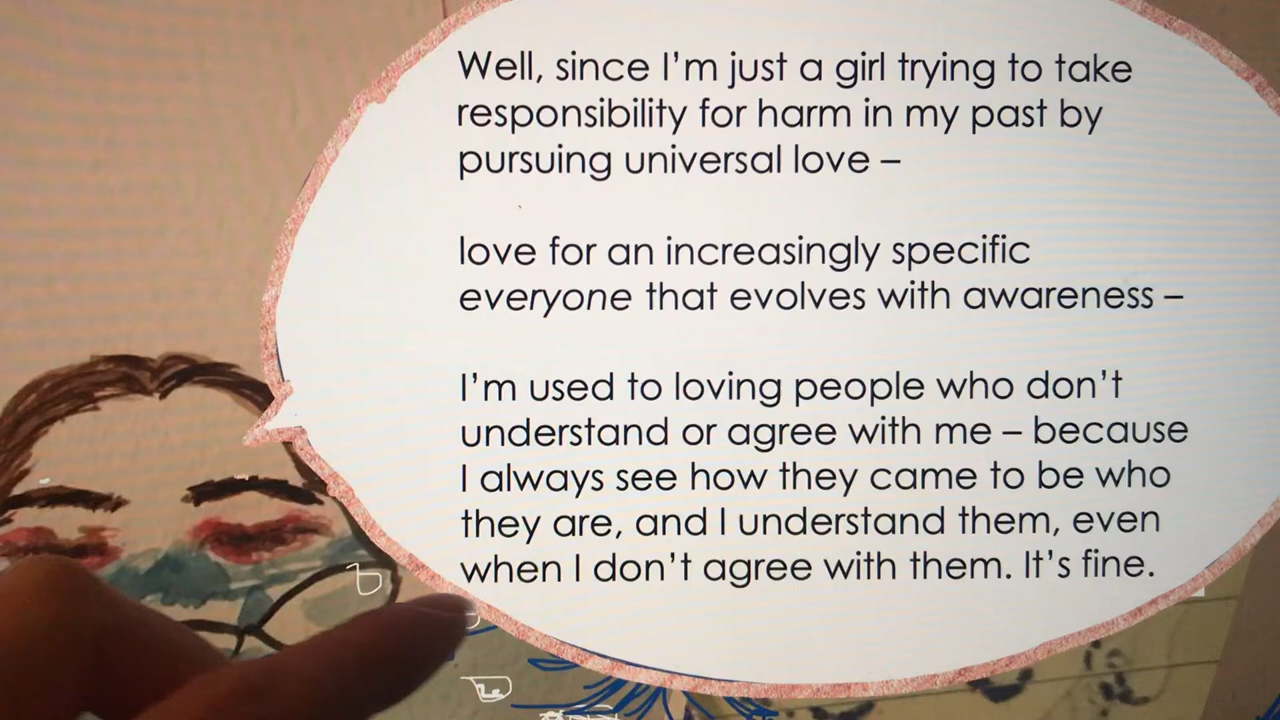 Well, since I'm just a girl trying to take
responsibility for harm in my past by
pursuing universal love –
love for an increasingly specific
everyone that evolves with awareness –
I'm used to loving people who don't
understand or agree with me – because
I always see how they came to be who
they are, and I understand them, even
when I don't agree with them. It's fine.